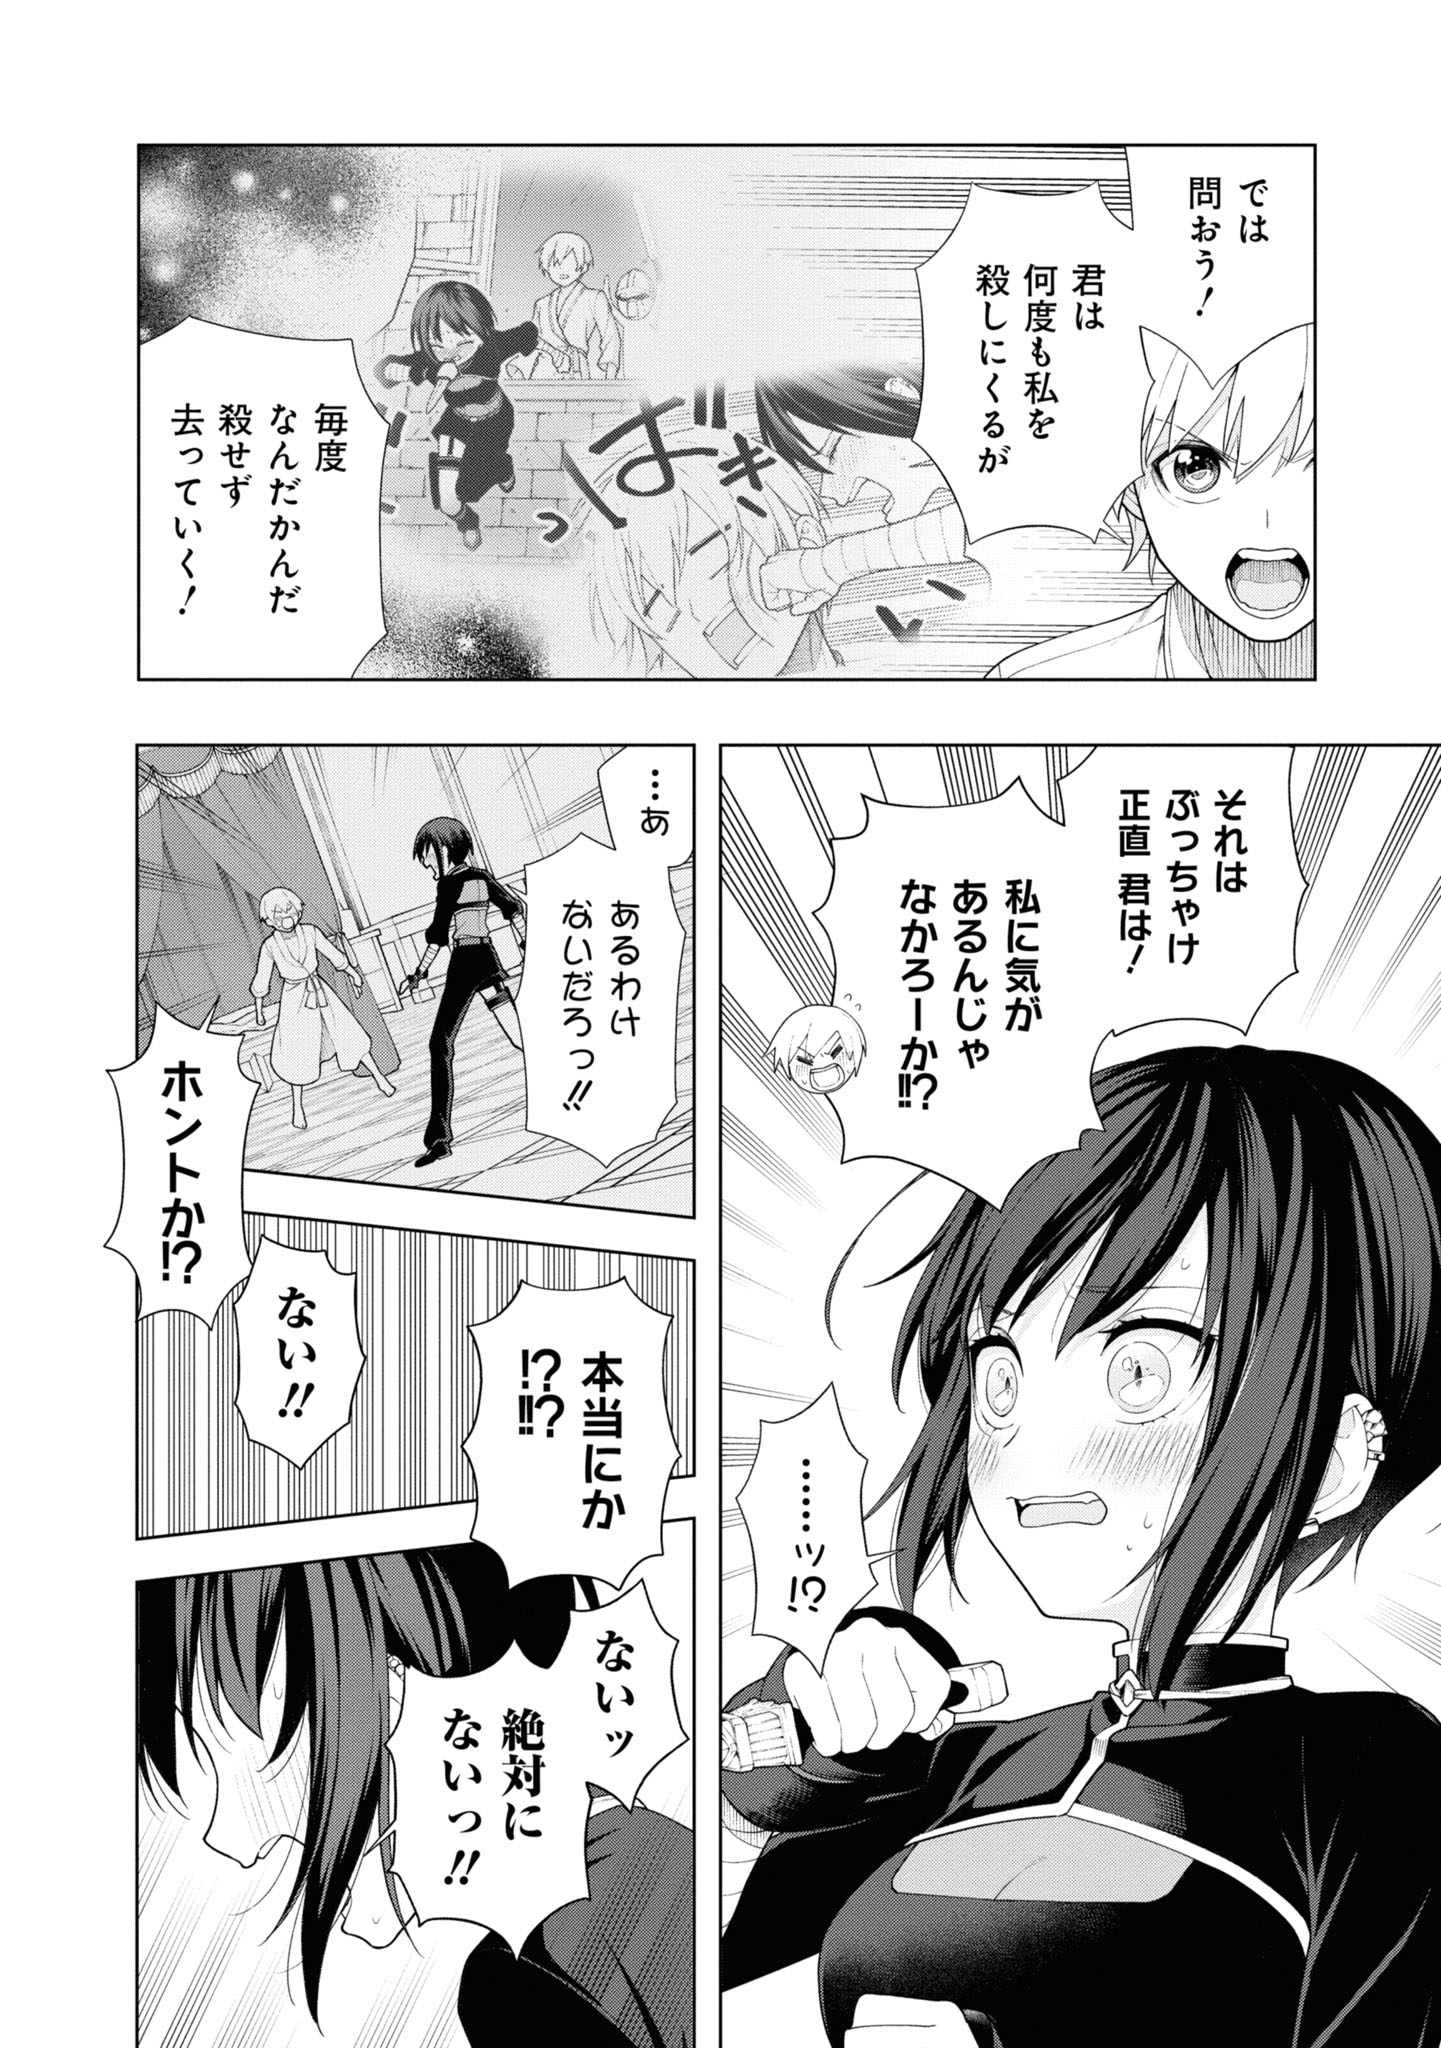 では
問おう!
君は
何度も私を
殺しにくるが
ばきっ
毎度
なんだかんだ
殺せず
去っていく!
それは
ぶっちゃけ
正直 君は!
私に気が
あるんじゃ
なかろーか!!?
……ッ!?
…あ
あるわけ
ないだろっ!!
ホントか!?
ない!!
本当にか
!?!!?
ないッ
絶対に
ないっ!!